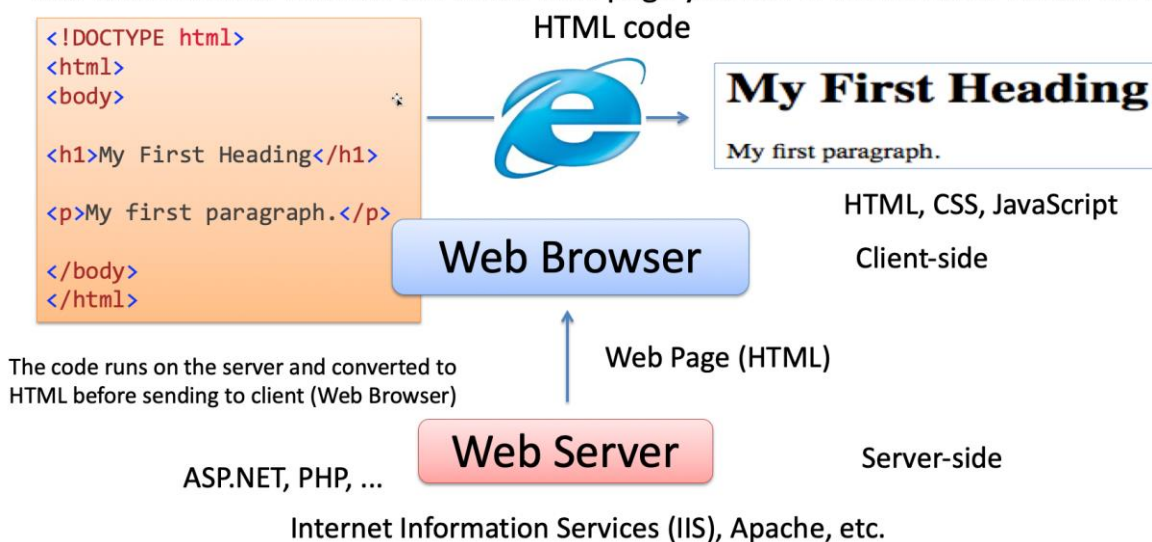 HTML code
<!DOCTYPE html>
<html>
<body>
<h1>My First Heading</h1>
<p>My first paragraph.</p>
</body>
</html>
My First Heading
My first paragraph.
HTML, CSS, JavaScript
Web Browser
Client-side
The code runs on the server and converted to
HTML before sending to client (Web Browser)
Web Page (HTML)
Web Server
Server-side
ASP.NET, PHP, ...
Internet Information Services (IIS), Apache, etc.